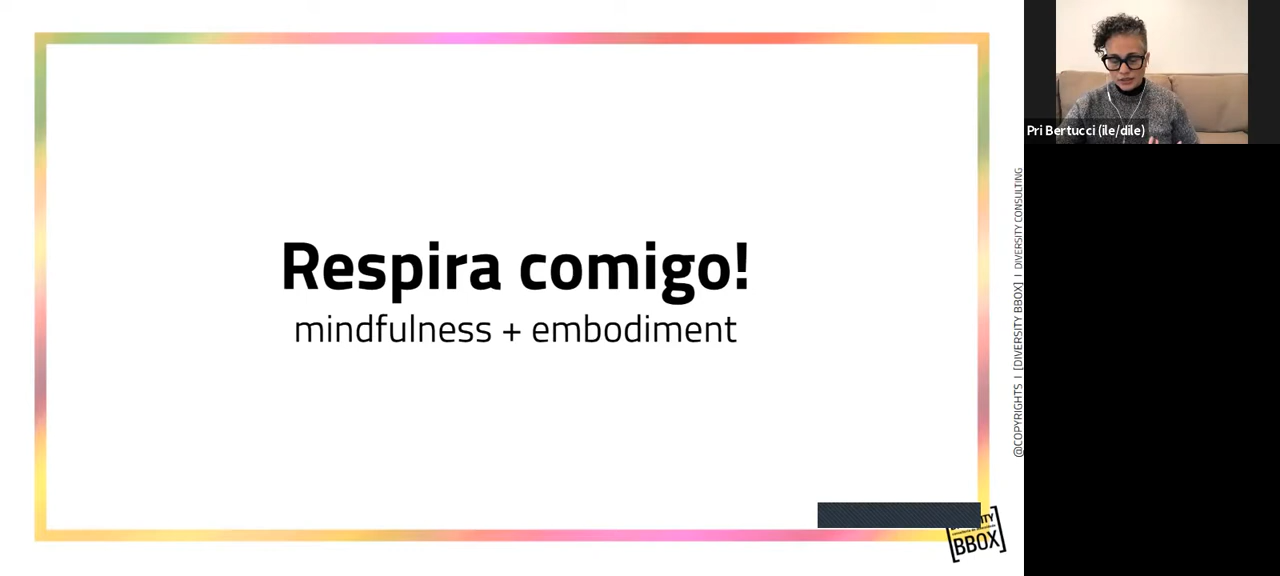 Respira comigo!
mindfulness + embodiment
Pri Bertucci (ile/dile)
@COPYRIGHTS I [DIVERSITY BBOX] I DIVERSITY CONSULTING
BBOX